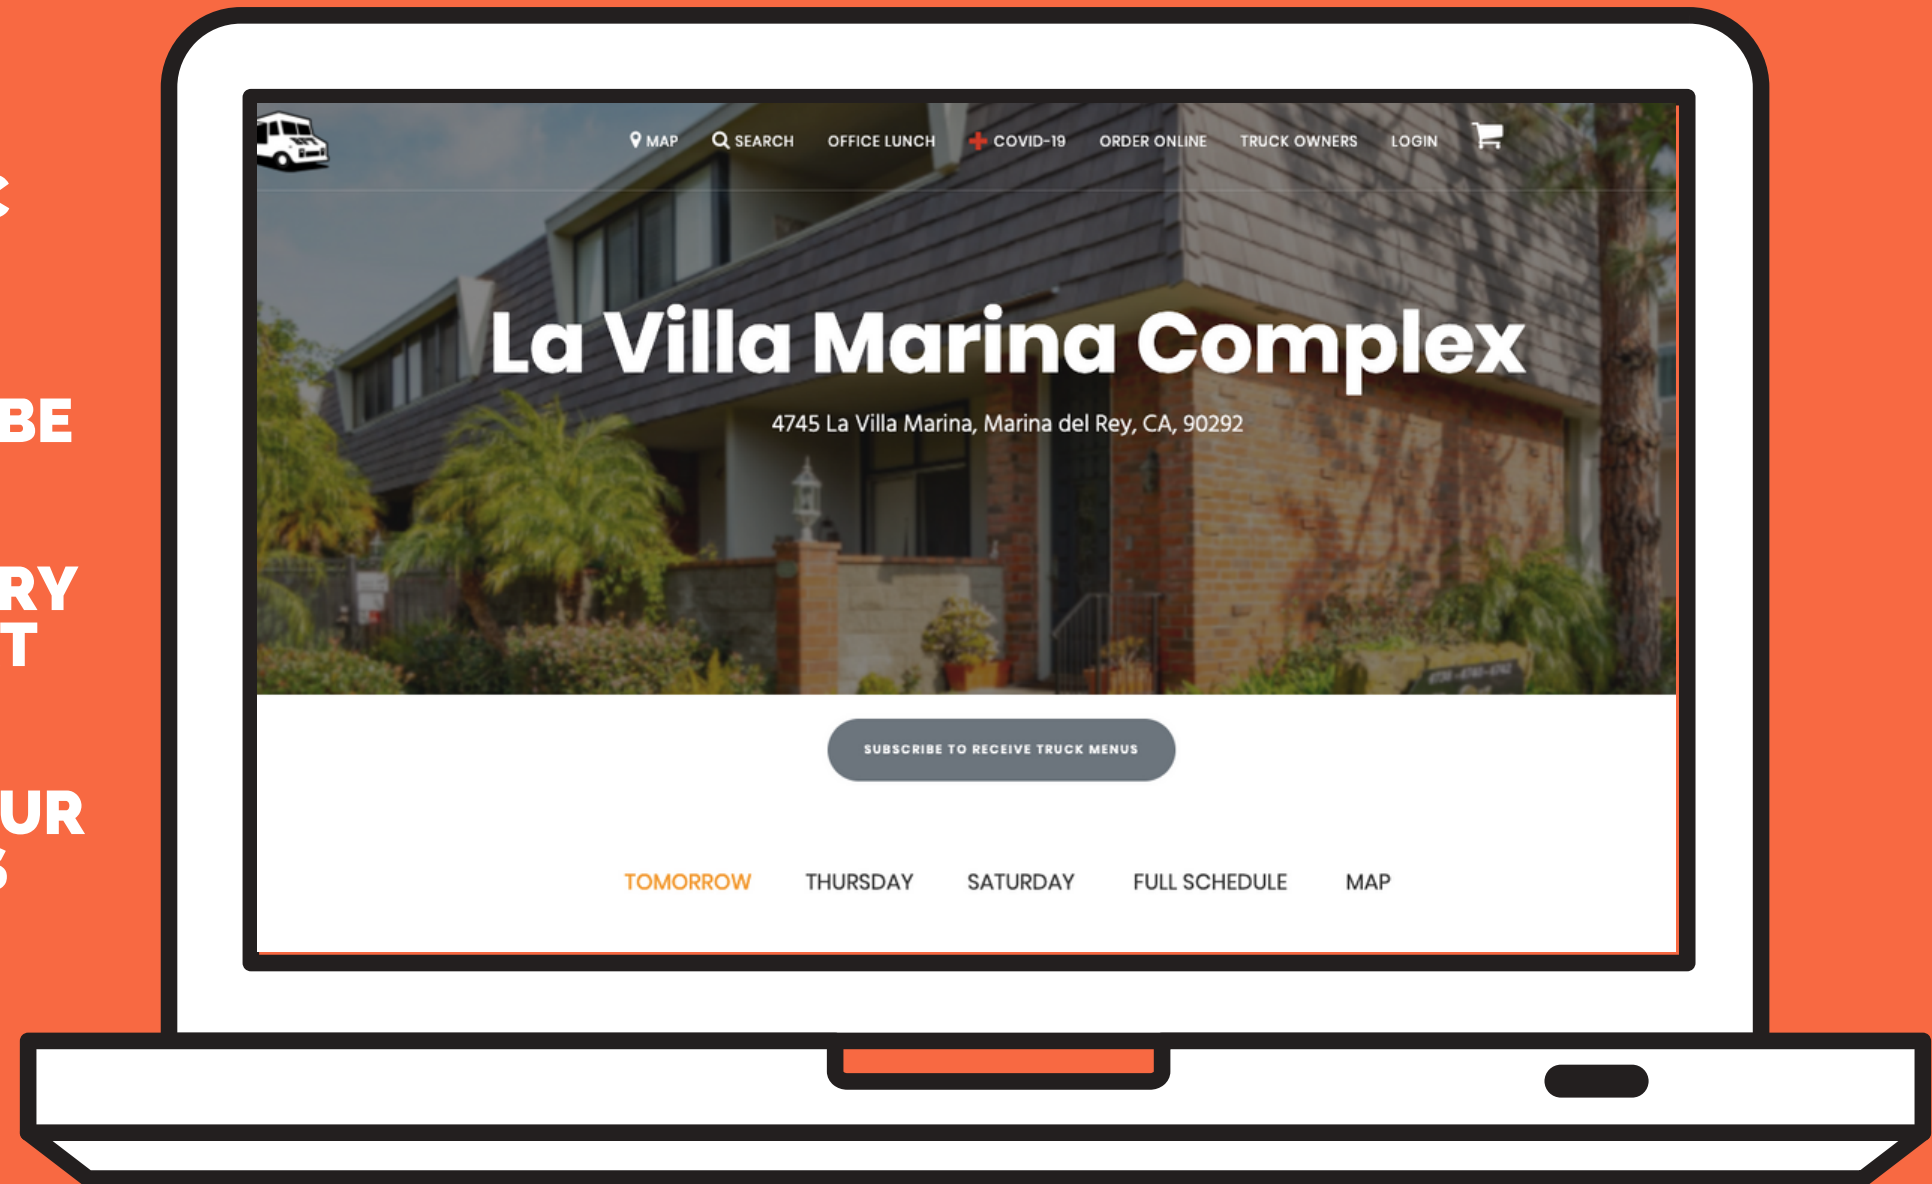 C
BE
RY
T
UR
S
MAP SEARCH OFFICE LUNCH COVID-19 ORDER ONLINE TRUCK OWNERS LOGIN
La Villa Marina Complex
4745 La Villa Marina, Marina del Rey, CA, 90292
SUBSCRIBE TO RECEIVE TRUCK MENUS
TOMORROW THURSDAY SATURDAY FULL SCHEDULE MAP